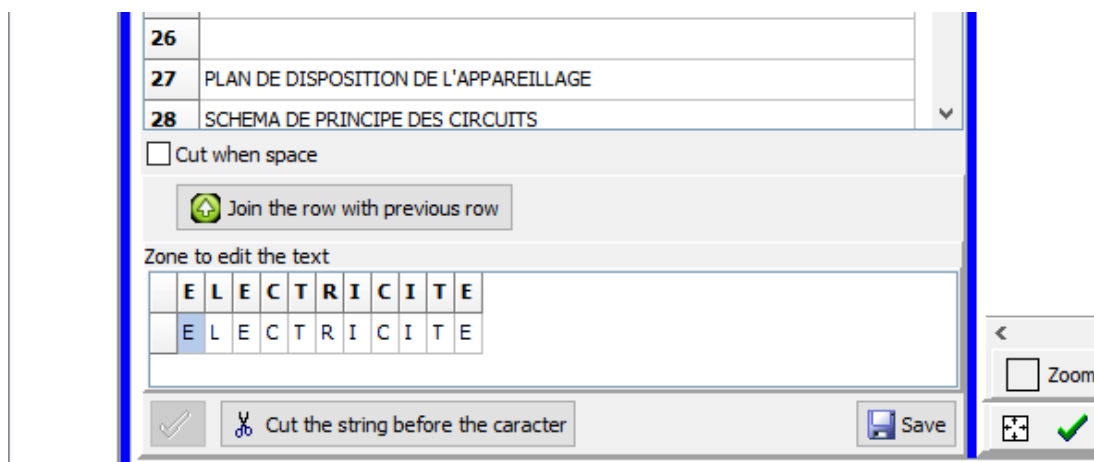 26
27 PLAN DE DISPOSITION DE L'APPAREILLAGE
28 SCHEMA DE PRINCIPE DES CIRCUITS
Cut when space
Join the row with previous row
Zone to edit the text
E L E C T R I C I T E
E L E C T R I C I T E
Zoom
Cut the string before the caracter Save